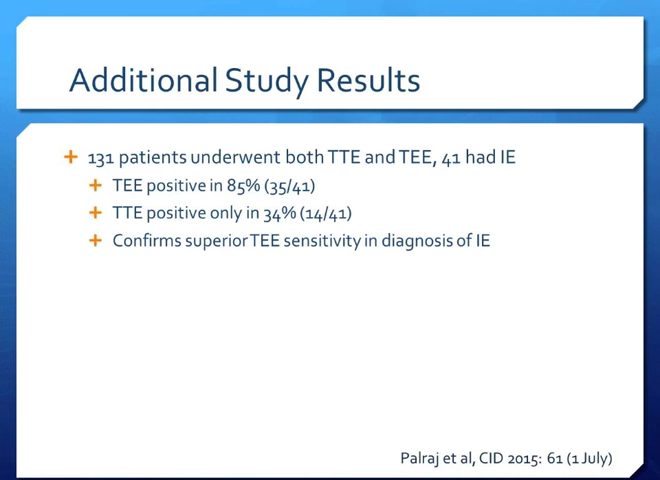 Additional Study Results
+ 131 patients underwent both TTE and TEE, 41 had IE
+ TEE positive in 85% (35/41)
+ TTE positive only in 34% (14/41)
+ Confirms superior TEE sensitivity in diagnosis of IE
Palraj et al, CID 2015: 61 (1 July)